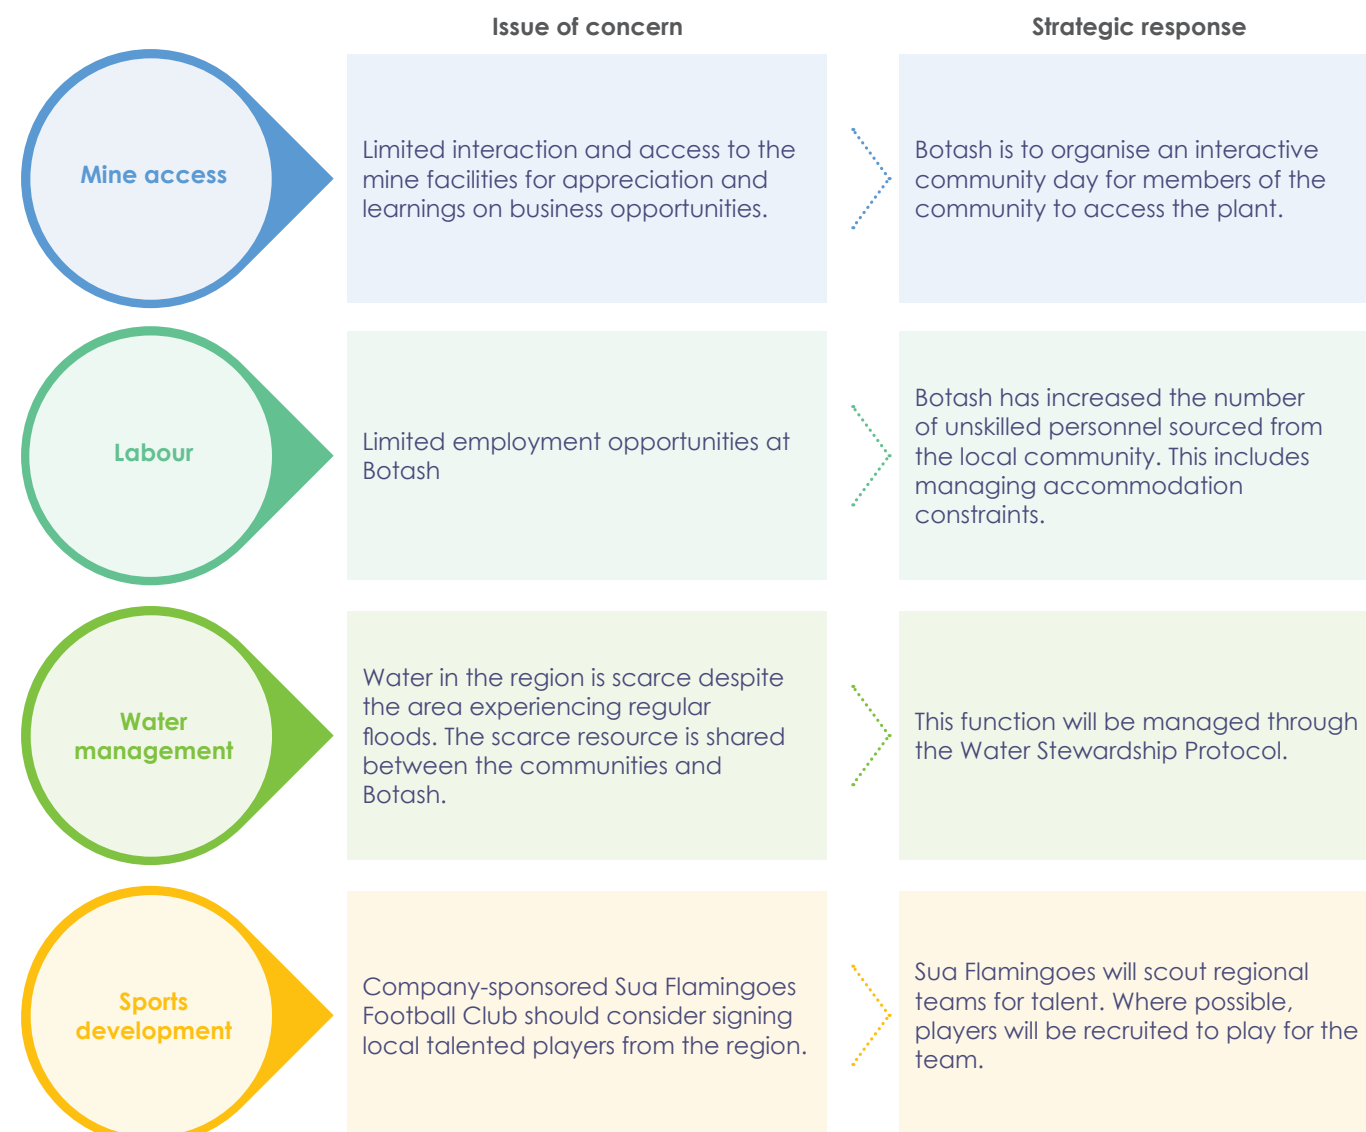 Issue of concern
Strategic response
Mine access
Limited interaction and access to the
mine facilities for appreciation and
learnings on business opportunities.
Botash is to organise an interactive
community day for members of the
community to access the plant.
Labour
Limited employment opportunities at
Botash
Botash has increased the number
of unskilled personnel sourced from
the local community. This includes
managing accommodation
constraints.
Water
management
Water in the region is scarce despite
the area experiencing regular
floods. The scarce resource is shared
between the communities and
Botash.
This function will be managed through
the Water Stewardship Protocol.
Sports
development
Company-sponsored Sua Flamingoes
Football Club should consider signing
local talented players from the region.
Sua Flamingoes will scout regional
teams for talent. Where possible,
players will be recruited to play for the
team.